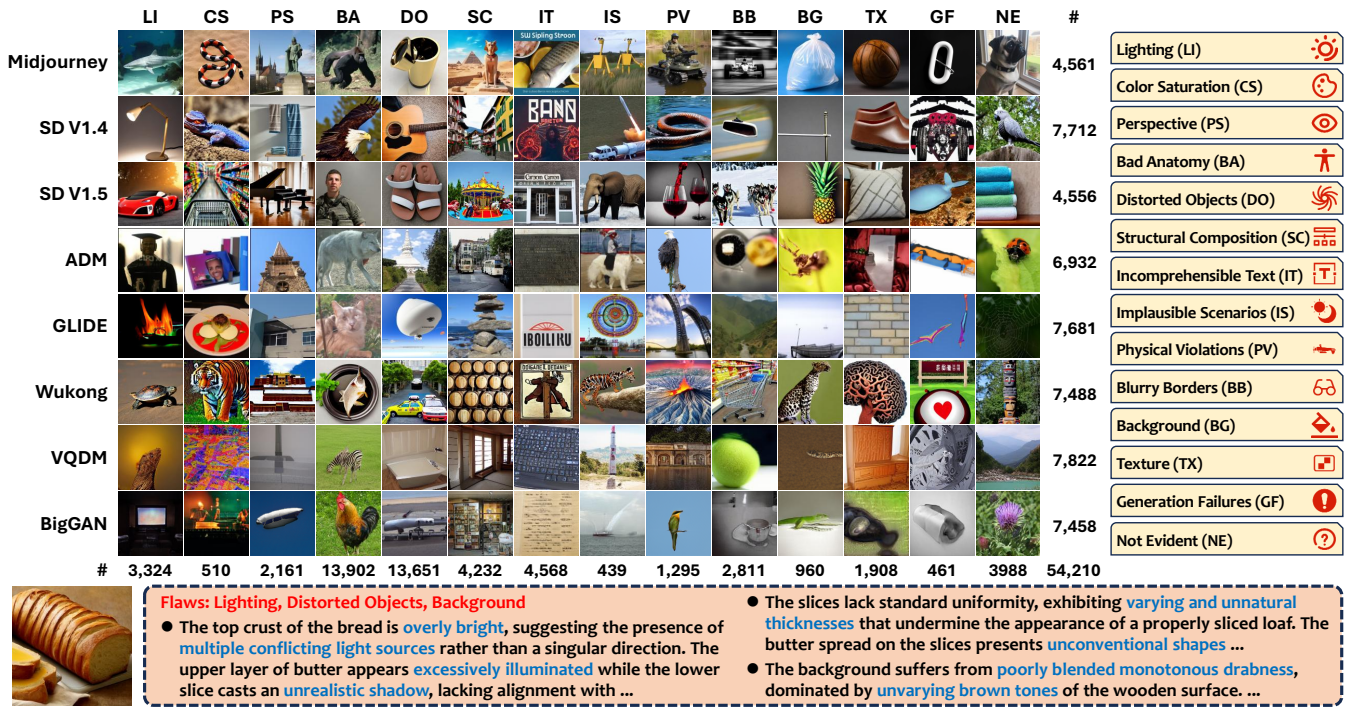 LI CS PS BA DO SC IT IS PV BB BG TX GF NE #
Midjourney 4,561
SW Sipling Stroon
SD V1.4 7,712
BAND
SD V1.5 4,556
ADM 6,932
GLIDE 7,681
IBOILIKU
Wukong 7,488
VQDM 7,822
BigGAN 7,458
# 3,324 510 2,161 13,902 13,651 4,232 4,568 439 1,295 2,811 960 1,908 461 3988 54,210
Lighting (LI)
Color Saturation (CS)
Perspective (PS)
Bad Anatomy (BA)
Distorted Objects (DO)
Structural Composition (SC)
Incomprehensible Text (IT)
T
Implausible Scenarios (IS)
Physical Violations (PV)
Blurry Borders (BB)
Background (BG)
Texture (TX)
Generation Failures (GF)
Not Evident (NE)
Flaws: Lighting, Distorted Objects, Background
● The top crust of the bread is overly bright, suggesting the presence of
multiple conflicting light sources rather than a singular direction. The
upper layer of butter appears excessively illuminated while the lower
slice casts an unrealistic shadow, lacking alignment with ...
● The slices lack standard uniformity, exhibiting varying and unnatural
thicknesses that undermine the appearance of a properly sliced loaf. The
butter spread on the slices presents unconventional shapes ...
● The background suffers from poorly blended monotonous drabness,
dominated by unvarying brown tones of the wooden surface. ...